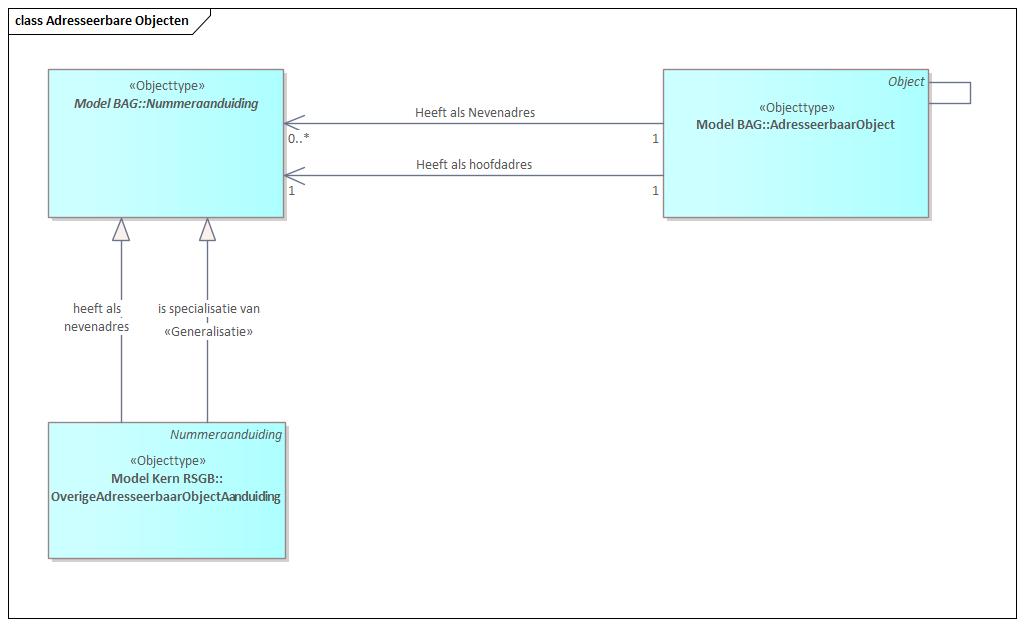 class Adresseerbare Objecten
«Objecttype»
Model BAG::Nummeraanduiding
Object
«Objecttype»
Model BAG::AdresseerbaarObject
Heeft als Nevenadres
0..*
1
Heeft als hoofdadres
1
1
heeft als
nevenadres
is specialisatie van
«Generalisatie»
Nummeraanduiding
«Objecttype»
Model Kern RSGB::
OverigeAdresseerbaarObjectAanduiding